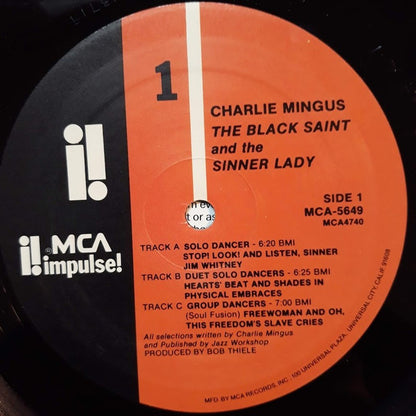 1
CHARLIE MINGUS
THE BLACK SAINT
and the
SINNER LADY
i!
MCA
impulse!
SIDE 1
MCA-5649
MCA4740
TRACK A SOLO DANCER - 6:20 BMI
STOP! LOOK! AND LISTEN, SINNER
JIM WHITNEY
TRACK B DUET SOLO DANCERS - 6:25 BMI
HEARTS' BEAT AND SHADES IN
PHYSICAL EMBRACES
TRACK C GROUP DANCERS - 7:00 BMI
(Soul Fusion) FREEWOMAN AND OH,
THIS FREEDOM'S SLAVE CRIES
All selections written by Charlie Mingus
and Published by Jazz Workshop
PRODUCED BY BOB THIELE
MFD BY MCA RECORDS, INC · 100 UNIVERSAL PLAZA, UNIVERSAL CITY, CALIF. 91608